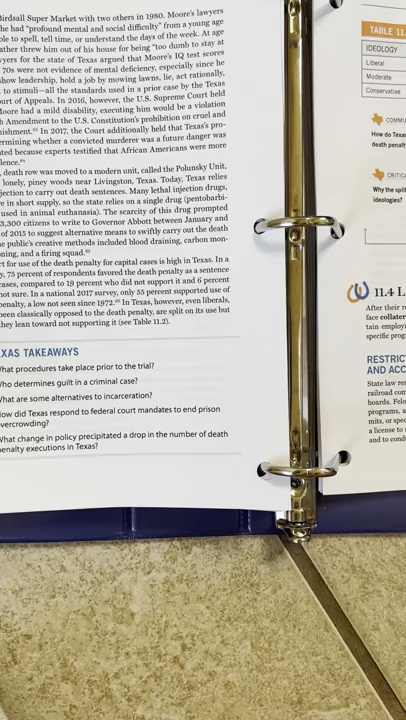 Birdsall Super Market with two others in 1980. Moore's lawyers
he had "profound mental and social difficulty" from a young age
ble to spell, tell time, or understand the days of the week. At age
ather threw him out of his house for being "too dumb to stay at
wyers for the state of Texas argued that Moore's IQ test scores
70s were not evidence of mental deficiency, especially since he
show leadership, hold a job by mowing lawns, lie, act rationally,
to stimuli—all the standards used in a prior case by the Texas
ourt of Appeals. In 2016, however, the U.S. Supreme Court held
Moore had a mild disability, executing him would be a violation
h Amendment to the U.S. Constitution's prohibition on cruel and
nishment. In 2017, the Court additionally held that Texas's pro-
ermining whether a convicted murderer was a future danger was
uted because experts testified that African Americans were more
lence.
, death row was moved to a modern unit, called the Polunsky Unit,
lonely, piney woods near Livingston, Texas. Today, Texas relies
jection to carry out death sentences. Many lethal injection drugs,
re in short supply, so the state relies on a single drug (pentobarbi-
used in animal euthanasia). The scarcity of this drug prompted
3,300 citizens to write to Governor Abbott between January and
of 2015 to suggest alternative means to swiftly carry out the death
e public's creative methods included blood draining, carbon mon-
oning, and a firing squad.
rt for use of the death penalty for capital cases is high in Texas. In a
y, 75 percent of respondents favored the death penalty as a sentence
cases, compared to 19 percent who did not support it and 6 percent
not sure. In a national 2017 survey, only 55 percent supported use of
penalty, a low not seen since 1972. In Texas, however, even liberals,
been classically opposed to the death penalty, are split on its use but
hey lean toward not supporting it (see Table 11.2).
EXAS TAKEAWAYS
What procedures take place prior to the trial?
Who determines guilt in a criminal case?
What are some alternatives to incarceration?
How did Texas respond to federal court mandates to end prison
overcrowding?
What change in policy precipitated a drop in the number of death
penalty executions in Texas?
TABLE 11.
IDEOLOGY
Liberal
Moderate
Conservative
COMMU
How do Texa
death penalty
CRITICA
Why the split
ideologies?
11.4 L
After their re
face collater
tain employm
specific prog
RESTRIC
AND ACC
State law res
railroad com
boards. Felo
programs, a
mits, or spec
a license to s
and to condu